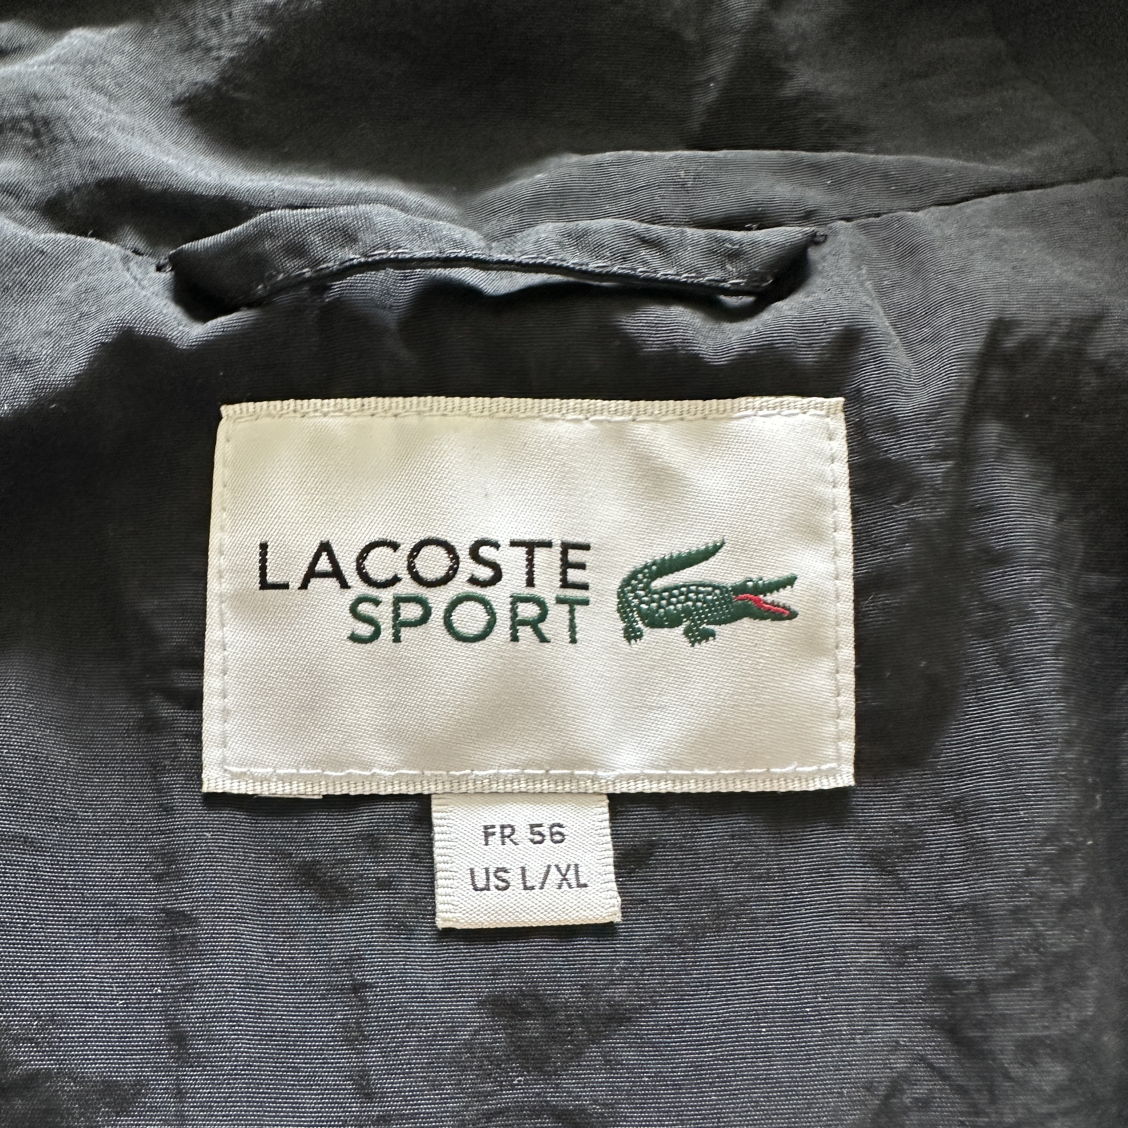 LACOSTE
SPORT
FR 56
US L/XL